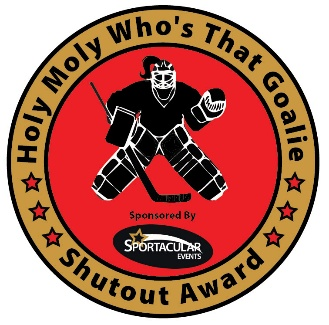 Holy Moly Who's That Goalie
Sponsored By
SPORTACULAR
EVENTS
Shutout Award